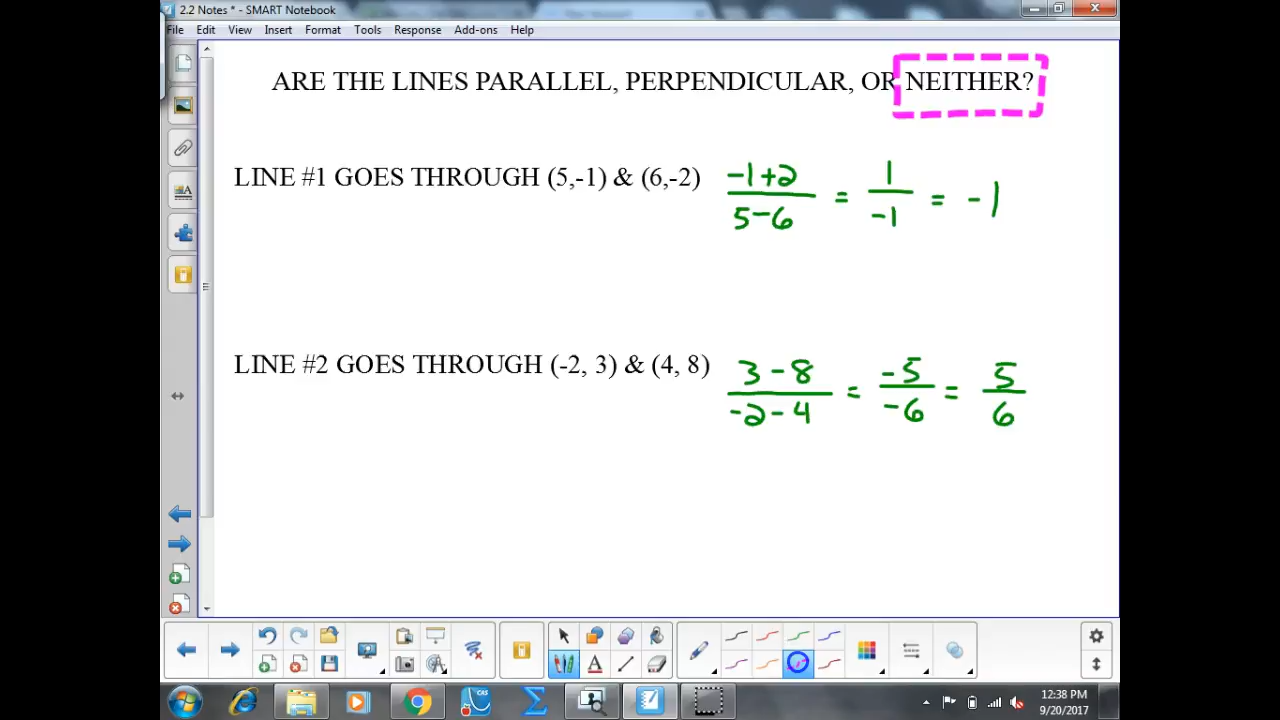 2.2 Notes * - SMART Notebook
File Edit View Insert Format Tools Response Add-ons Help
ARE THE LINES PARALLEL, PERPENDICULAR, OR NEITHER?
LINE #1 GOES THROUGH (5,-1) & (6,-2)
-1+2
5-6
=
1
-1
= -1
LINE #2 GOES THROUGH (-2, 3) & (4, 8)
3-8
-2-4
=
-5
-6
=
5
6
12:38 PM
9/20/2017